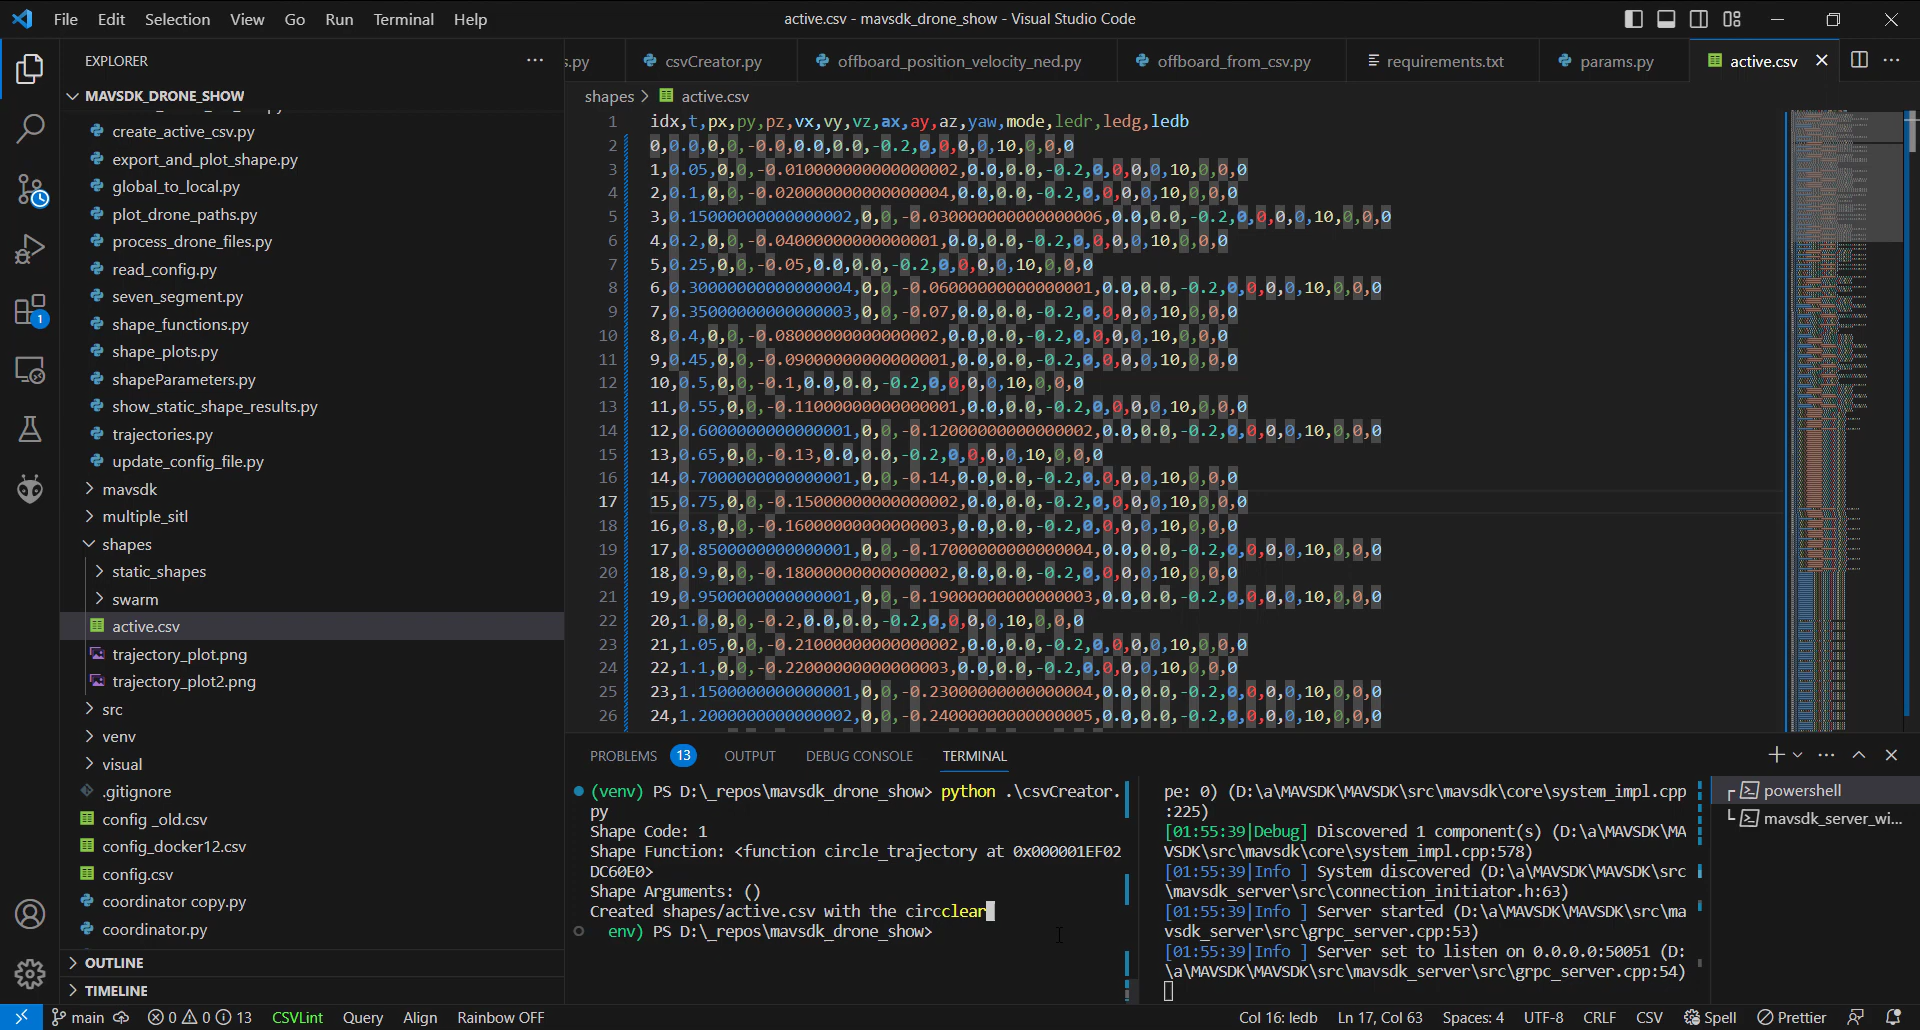 File Edit Selection View Go Run Terminal Help
active.csv - mavsdk_drone_show - Visual Studio Code
EXPLORER
MAVSDK_DRONE_SHOW
create_active_csv.py
export_and_plot_shape.py
global_to_local.py
plot_drone_paths.py
process_drone_files.py
read_config.py
seven_segment.py
shape_functions.py
shape_plots.py
shapeParameters.py
show_static_shape_results.py
trajectories.py
update_config_file.py
mavsdk
multiple_sitl
shapes
static_shapes
swarm
active.csv
trajectory_plot.png
trajectory_plot2.png
src
venv
visual
.gitignore
config _old.csv
config_docker12.csv
config.csv
coordinator copy.py
coordinator.py
OUTLINE
TIMELINE
1
s.py csvCreator.py offboard_position_velocity_ned.py offboard_from_csv.py requirements.txt params.py active.csv
shapes > active.csv
1 idx,t,px,py,pz,vx,vy,vz,ax,ay,az,yaw,mode,ledr,ledg,ledb
2 0,0.0,0,0,-0.0,0.0,0.0,-0.2,0,0,0,0,10,0,0,0
3 1,0.05,0,0,-0.010000000000000002,0.0,0.0,-0.2,0,0,0,0,10,0,0,0
4 2,0.1,0,0,-0.020000000000000004,0.0,0.0,-0.2,0,0,0,0,10,0,0,0
5 3,0.15000000000000002,0,0,-0.030000000000000006,0.0,0.0,-0.2,0,0,0,0,10,0,0,0
6 4,0.2,0,0,-0.04000000000000001,0.0,0.0,-0.2,0,0,0,0,10,0,0,0
7 5,0.25,0,0,-0.05,0.0,0.0,-0.2,0,0,0,0,10,0,0,0
8 6,0.30000000000000004,0,0,-0.06000000000000001,0.0,0.0,-0.2,0,0,0,0,10,0,0,0
9 7,0.35000000000000003,0,0,-0.07,0.0,0.0,-0.2,0,0,0,0,10,0,0,0
10 8,0.4,0,0,-0.08000000000000002,0.0,0.0,-0.2,0,0,0,0,10,0,0,0
11 9,0.45,0,0,-0.09000000000000001,0.0,0.0,-0.2,0,0,0,0,10,0,0,0
12 10,0.5,0,0,-0.1,0.0,0.0,-0.2,0,0,0,0,10,0,0,0
13 11,0.55,0,0,-0.11000000000000001,0.0,0.0,-0.2,0,0,0,0,10,0,0,0
14 12,0.6000000000000001,0,0,-0.12000000000000002,0.0,0.0,-0.2,0,0,0,0,10,0,0,0
15 13,0.65,0,0,-0.13,0.0,0.0,-0.2,0,0,0,0,10,0,0,0
16 14,0.7000000000000001,0,0,-0.14,0.0,0.0,-0.2,0,0,0,0,10,0,0,0
17 15,0.75,0,0,-0.15000000000000002,0.0,0.0,-0.2,0,0,0,0,10,0,0,0
18 16,0.8,0,0,-0.16000000000000003,0.0,0.0,-0.2,0,0,0,0,10,0,0,0
19 17,0.8500000000000001,0,0,-0.17000000000000004,0.0,0.0,-0.2,0,0,0,0,10,0,0,0
20 18,0.9,0,0,-0.18000000000000002,0.0,0.0,-0.2,0,0,0,0,10,0,0,0
21 19,0.9500000000000001,0,0,-0.19000000000000003,0.0,0.0,-0.2,0,0,0,0,10,0,0,0
22 20,1.0,0,0,-0.2,0.0,0.0,-0.2,0,0,0,0,10,0,0,0
23 21,1.05,0,0,-0.21000000000000002,0.0,0.0,-0.2,0,0,0,0,10,0,0,0
24 22,1.1,0,0,-0.22000000000000003,0.0,0.0,-0.2,0,0,0,0,10,0,0,0
25 23,1.1500000000000001,0,0,-0.23000000000000004,0.0,0.0,-0.2,0,0,0,0,10,0,0,0
26 24,1.2000000000000002,0,0,-0.24000000000000005,0.0,0.0,-0.2,0,0,0,0,10,0,0,0
PROBLEMS 13 OUTPUT DEBUG CONSOLE TERMINAL
(venv) PS D:\_repos\mavsdk_drone_show> python .\csvCreator.
py
Shape Code: 1
Shape Function: <function circle_trajectory at 0x000001EF02
DC60E0>
Shape Arguments: ()
Created shapes/active.csv with the circclear
env) PS D:\_repos\mavsdk_drone_show>
pe: 0) (D:\a\MAVSDK\MAVSDK\src\mavsdk\core\system_impl.cpp
:225)
[01:55:39|Debug] Discovered 1 component(s) (D:\a\MAVSDK\MA
VSDK\src\mavsdk\core\system_impl.cpp:578)
[01:55:39|Info ] System discovered (D:\a\MAVSDK\MAVSDK\src
\mavsdk_server\src\connection_initiator.h:63)
[01:55:39|Info ] Server started (D:\a\MAVSDK\MAVSDK\src\ma
vsdk_server\src\grpc_server.cpp:53)
[01:55:39|Info ] Server set to listen on 0.0.0.0:50051 (D:
\a\MAVSDK\MAVSDK\src\mavsdk_server\src\grpc_server.cpp:54)
powershell
mavsdk_server_wi...
main 0 0 13 CSVLint Query Align Rainbow OFF Col 16: ledb Ln 17, Col 63 Spaces: 4 UTF-8 CRLF CSV Spell Prettier